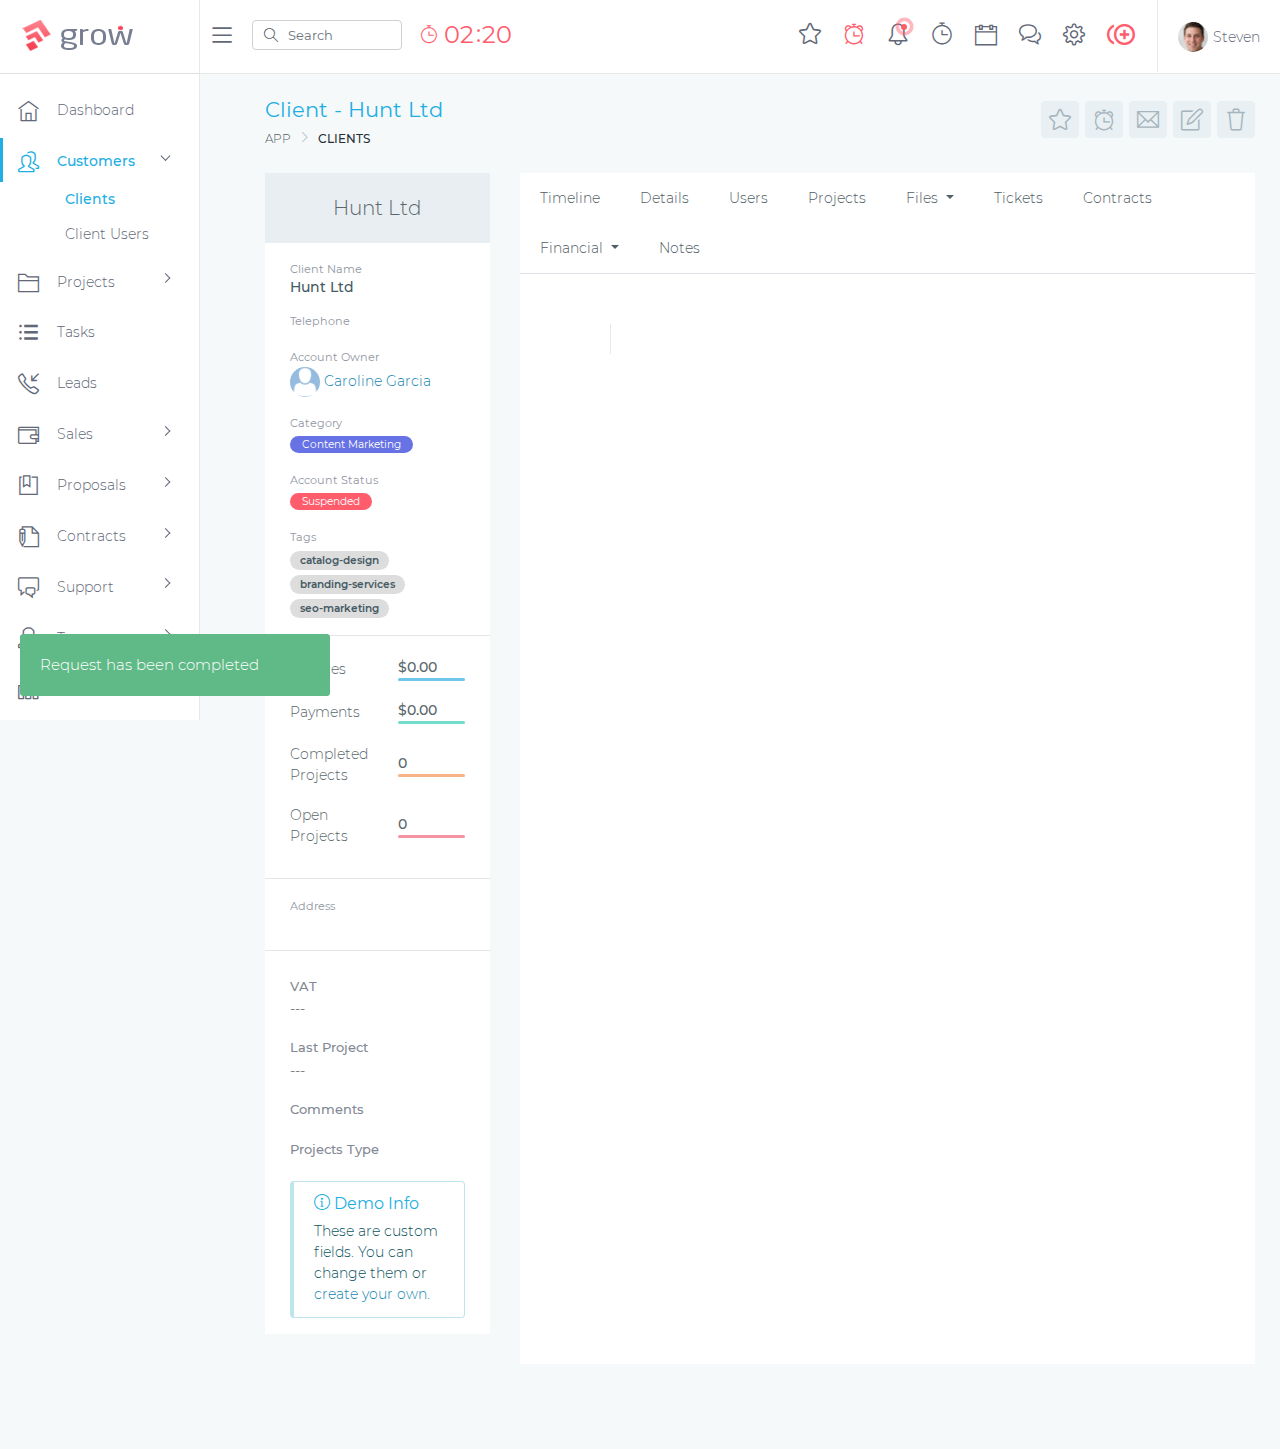 grow
Search
02:20
Steven
Dashboard
Customers
Clients
Client Users
Projects
Tasks
Leads
Sales
Proposals
Contracts
Support
Client - Hunt Ltd
APP
CLIENTS
Hunt Ltd
Client Name
Hunt Ltd
Telephone
Account Owner
Caroline Garcia
Category
Content Marketing
Account Status
Suspended
Tags
catalog-design
branding-services
seo-marketing
Request has been completed
$0.00
Payments $0.00
Completed Projects 0
Open Projects 0
Address
VAT
---
Last Project
---
Comments
Projects Type
Demo Info
These are custom
fields. You can
change them or
create your own.
Timeline Details Users Projects Files Tickets Contracts
Financial Notes